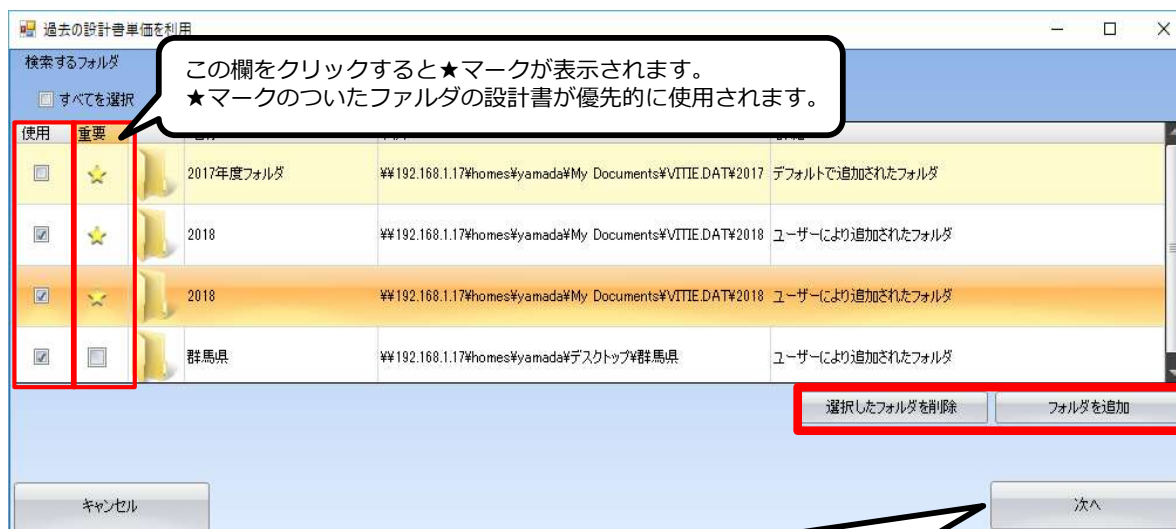 過去の設計書単価を利用
検索するフォルダ
すべてを選択
この欄をクリックすると★マークが表示されます。
★マークのついたファルダの設計書が優先的に使用されます。
使用 重要
2017年度フォルダ ¥¥192.168.1.17¥homes¥yamada¥My Documents¥VITIE.DAT¥2017 デフォルトで追加されたフォルダ
2018 ¥¥192.168.1.17¥homes¥yamada¥My Documents¥VITIE.DAT¥2018 ユーザーにより追加されたフォルダ
2018 ¥¥192.168.1.17¥homes¥yamada¥My Documents¥VITIE.DAT¥2018 ユーザーにより追加されたフォルダ
群馬県 ¥¥192.168.1.17¥homes¥yamada¥デスクトップ¥群馬県 ユーザーにより追加されたフォルダ
選択したフォルダを削除 フォルダを追加
キャンセル 次へ